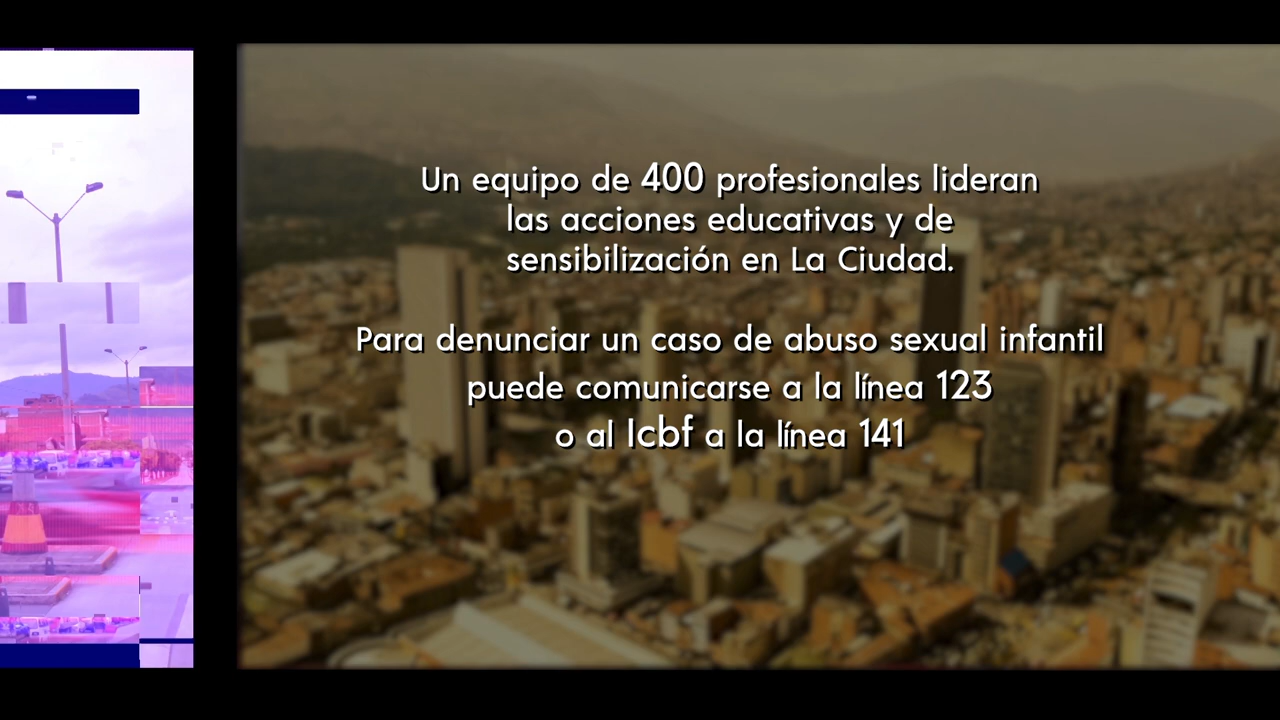 Un equipo de 400 profesionales lideran
las acciones educativas y de
sensibilización en La Ciudad.
Para denunciar un caso de abuso sexual infantil
puede comunicarse a la línea 123
o al Icbf a la línea 141